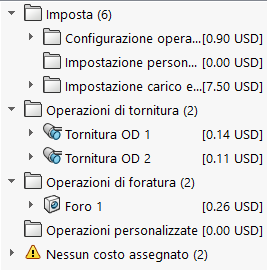 Imposta (6)
Configurazione opera... [0.90 USD]
Impostazione person... [0.00 USD]
Impostazione carico e... [7.50 USD]
Operazioni di tornitura (2)
Tornitura OD 1 [0.14 USD]
Tornitura OD 2 [0.11 USD]
Operazioni di foratura (2)
Foro 1 [0.26 USD]
Operazioni personalizzate [0.00 USD]
Nessun costo assegnato (2)